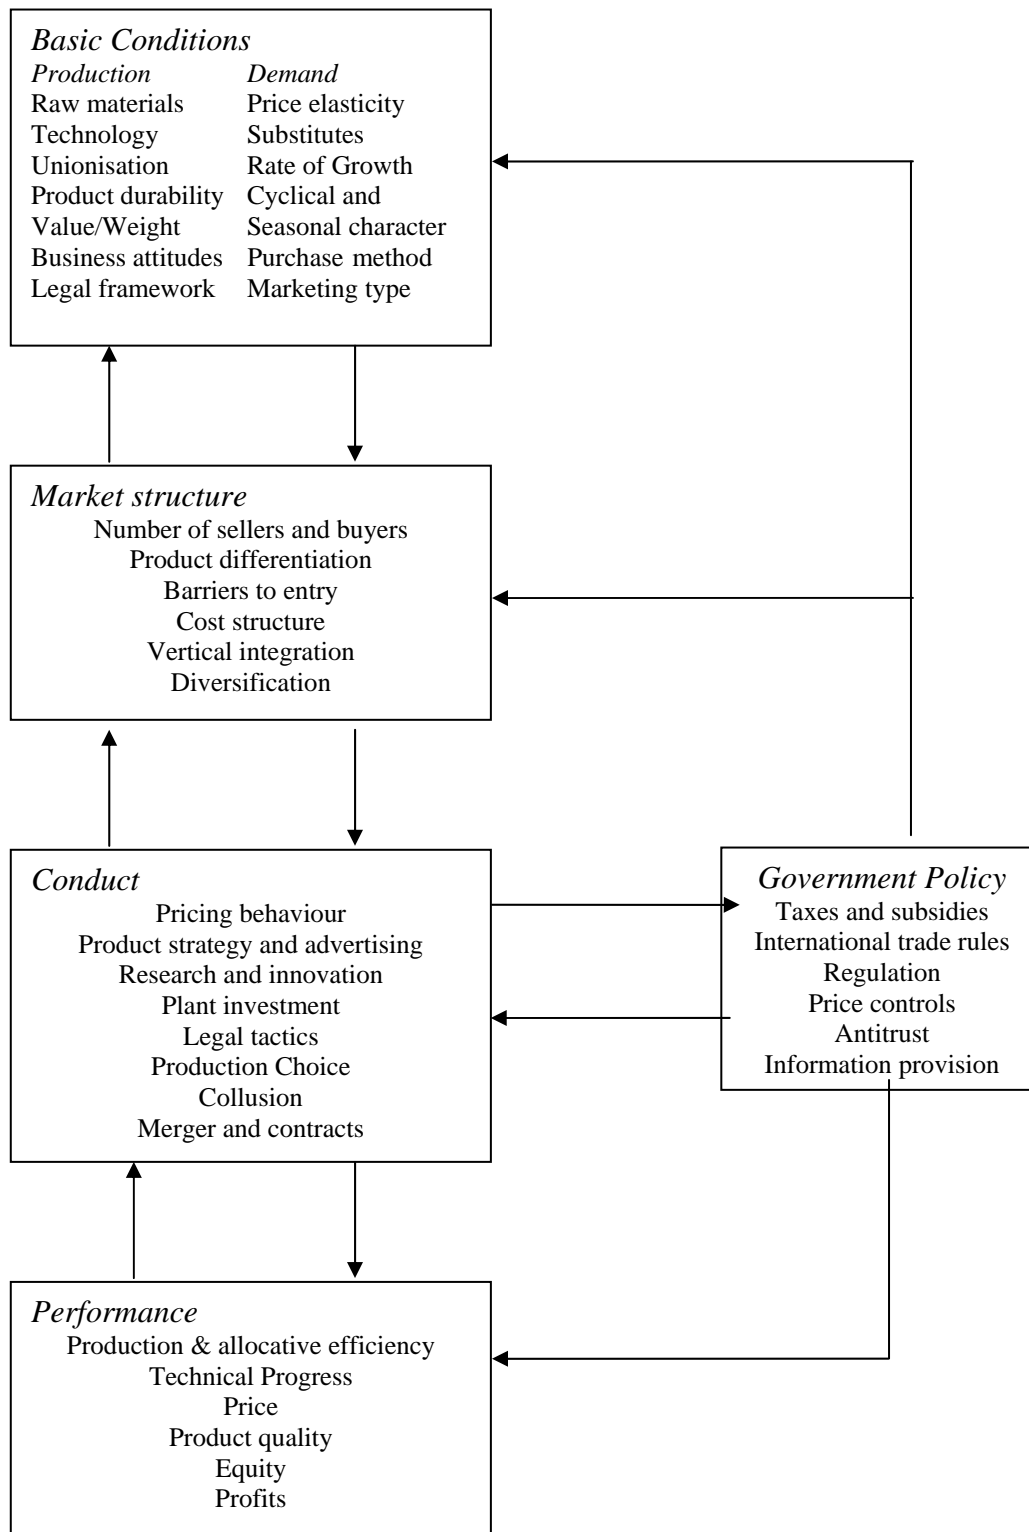 Basic Conditions
Production Demand
Raw materials Price elasticity
Technology Substitutes
Unionisation Rate of Growth
Product durability Cyclical and
Value/Weight Seasonal character
Business attitudes Purchase method
Legal framework Marketing type
Market structure
Number of sellers and buyers
Product differentiation
Barriers to entry
Cost structure
Vertical integration
Diversification
Conduct
Pricing behaviour
Product strategy and advertising
Research and innovation
Plant investment
Legal tactics
Production Choice
Collusion
Merger and contracts
Government Policy
Taxes and subsidies
International trade rules
Regulation
Price controls
Antitrust
Information provision
Performance
Production & allocative efficiency
Technical Progress
Price
Product quality
Equity
Profits